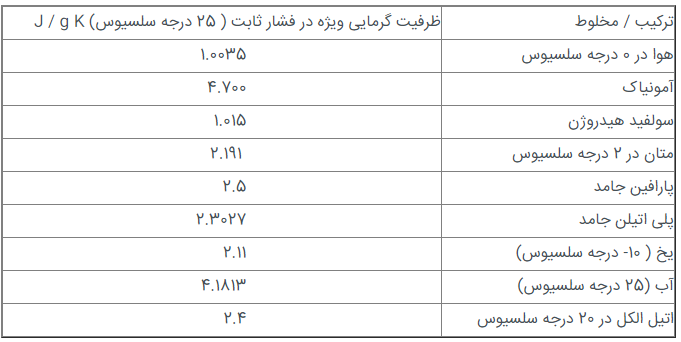 ترکیب / مخلوط	ظرفیت گرمایی ویژه در فشار ثابت ( ۲۵ درجه سلسیوس) J / g K
هوا در ۰ درجه سلسیوس	۱.۰۰۳۵
آمونیاک	۴.۷۰۰
سولفید هیدروژن	۱.۰۱۵
متان در ۲ درجه سلسیوس	۲.۱۹۱
پارافین جامد	۲.۵
پلی اتیلن جامد	۲.۳۰۲۷
یخ ( ۱۰- درجه سلسیوس)	۲.۱۱
آب (۲۵ درجه سلسیوس)	۴.۱۸۱۳
اتیل الکل در ۲۰ درجه سلسیوس	۲.۴